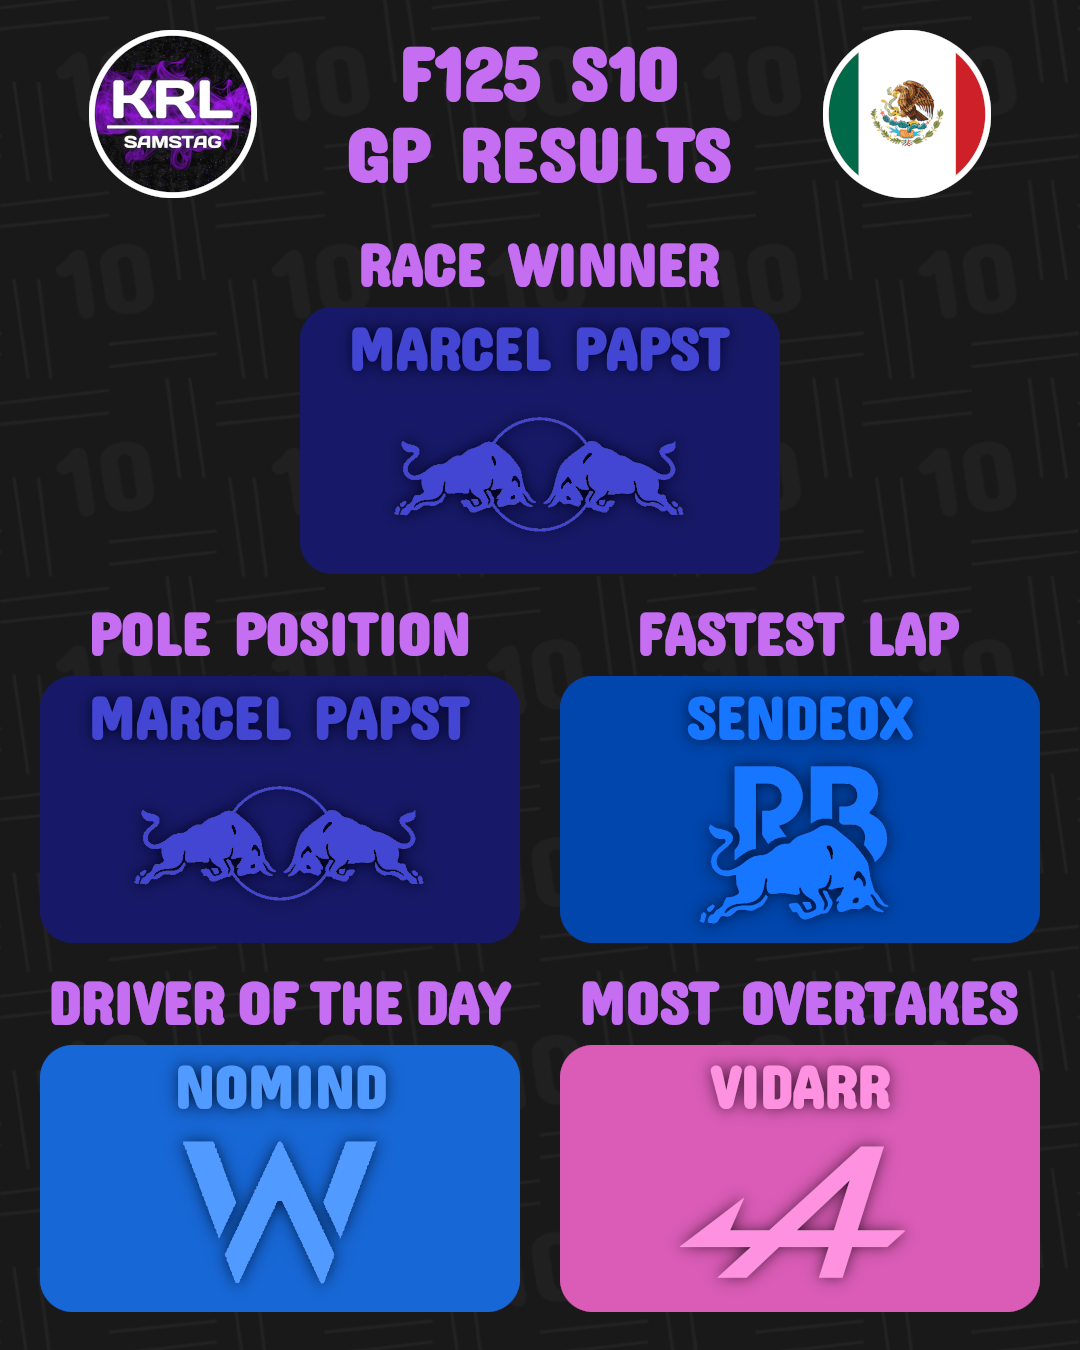 KRL
SAMSTAG
F125 S10
GP RESULTS
RACE WINNER
MARCEL PAPST
POLE POSITION
MARCEL PAPST
FASTEST LAP
SENDEOX
RB
DRIVER OF THE DAY
NOMIND
W
MOST OVERTAKES
VIDARR
A